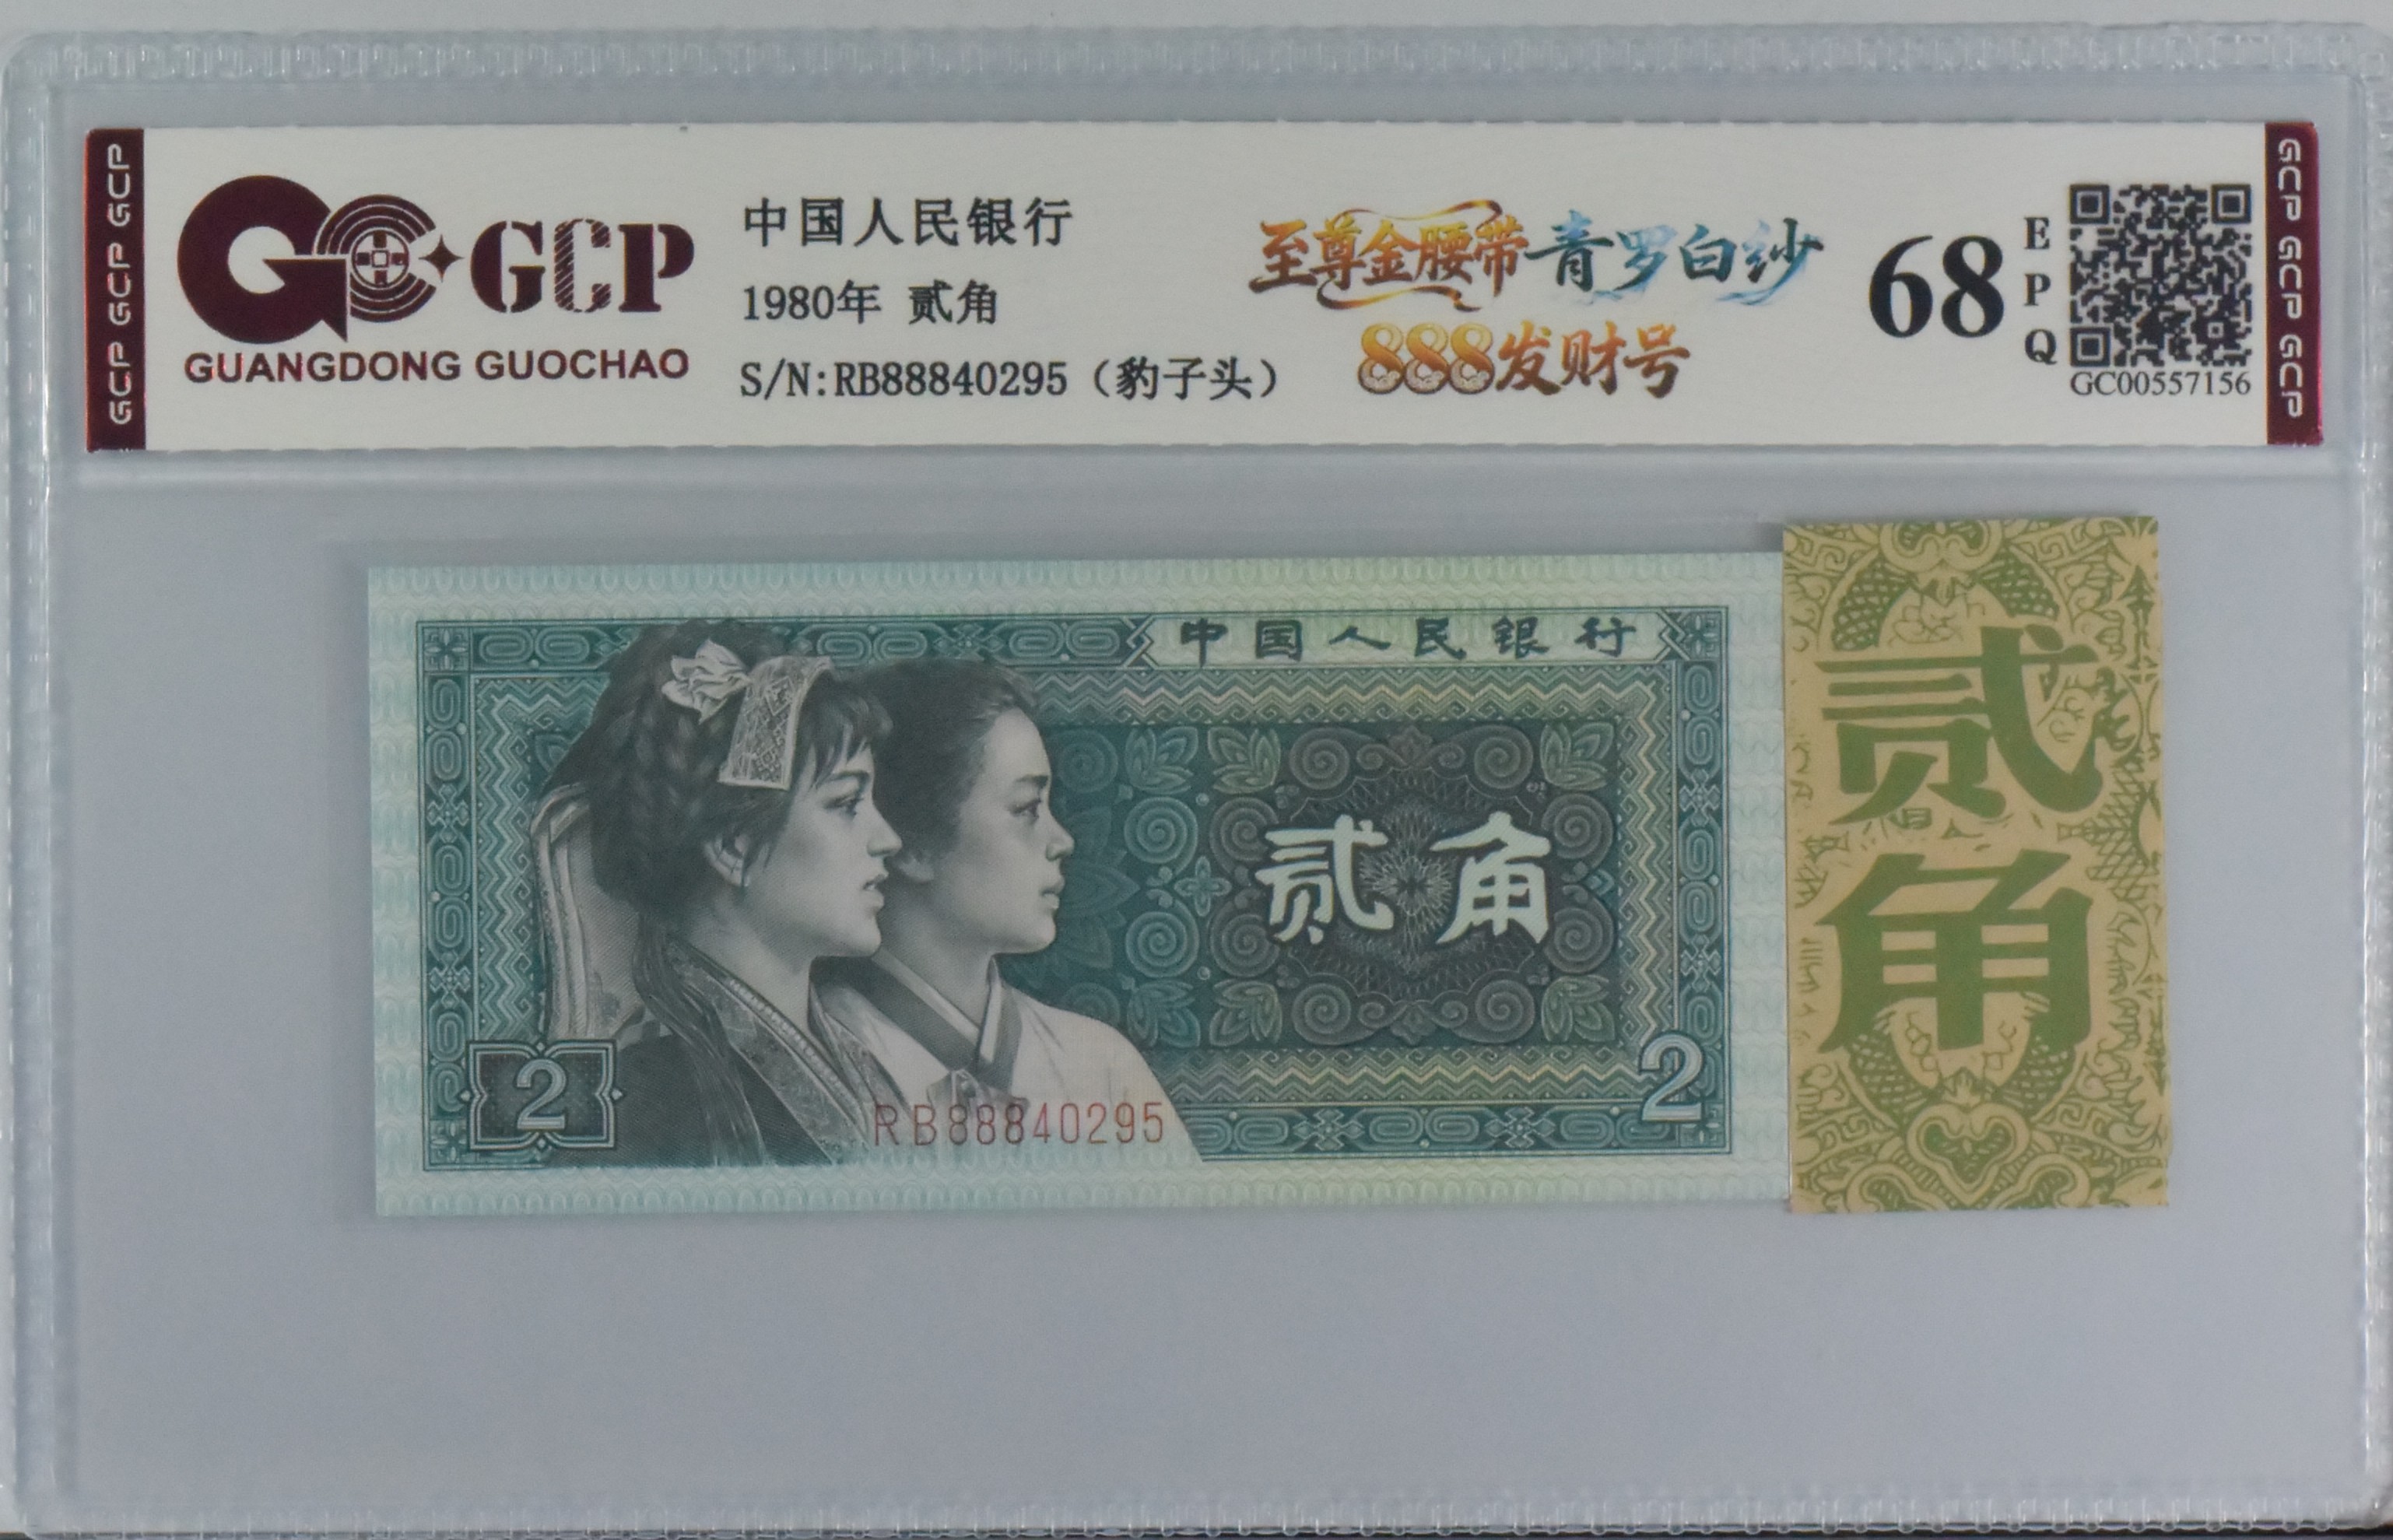 GCP GCP GCP
GCP
GUANGDONG GUOCHAO
中国人民银行
1980年 贰角
S/N:RB88840295（豹子头）
至尊金腰带青罗白纱
888发财号
68
EPQ
GC00557156
GCP GCP GCP
中国人民银行
贰角
2
2
RB88840295
贰角